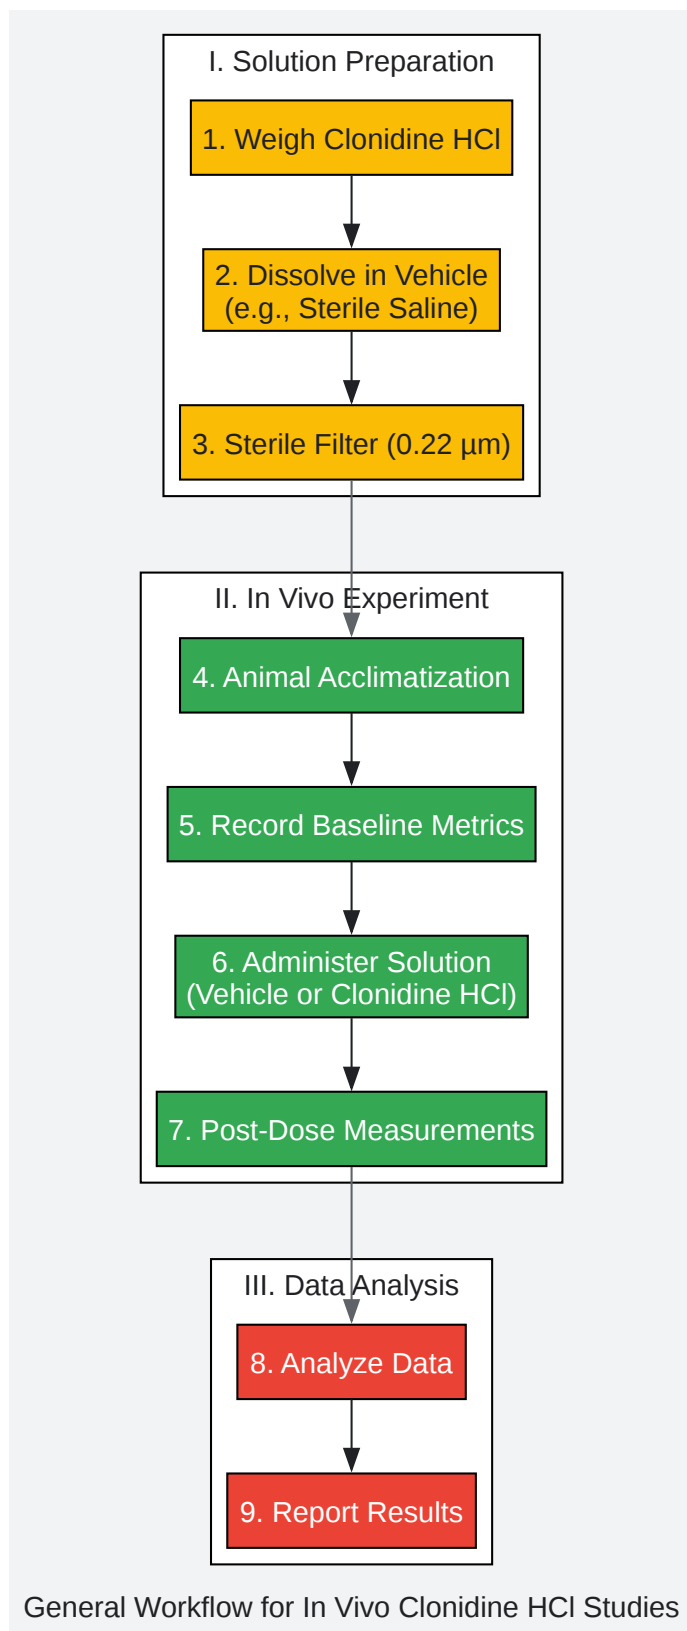 I. Solution Preparation
1. Weigh Clonidine HCl
2. Dissolve in Vehicle
(e.g., Sterile Saline)
3. Sterile Filter (0.22 µm)
II. In Vivo Experiment
4. Animal Acclimatization
5. Record Baseline Metrics
6. Administer Solution
(Vehicle or Clonidine HCl)
7. Post-Dose Measurements
III. Data Analysis
8. Analyze Data
9. Report Results
General Workflow for In Vivo Clonidine HCl Studies